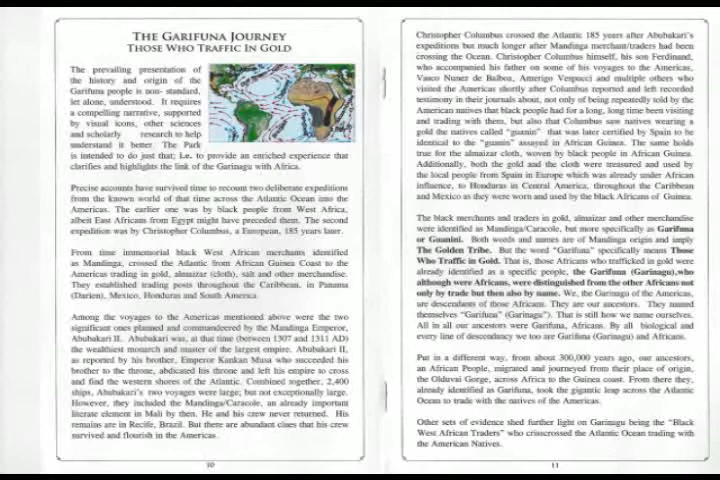 THE GARIFUNA JOURNEY
THOSE WHO TRAFFIC IN GOLD
The prevailing presentation of
the history and origin of the
Garifuna people is non- standard,
let alone, understood. It requires
a compelling narrative, supported
by visual icons, other sciences
and scholarly research to help
understand it better. The Park
is intended to do just that; i.e. to provide an enriched experience that
clarifies and highlights the link of the Garinagu with Africa.
Precise accounts have survived time to recount two deliberate expeditions
from the known world of that time across the Atlantic Ocean into the
Americas. The earlier one was by black people from West Africa,
albeit East Africans from Egypt might have preceded them. The second
expedition was by Christopher Columbus, a European, 185 years later.
From time immemorial black West African merchants identified
as Mandinga, crossed the Atlantic from African Guinea Coast to the
Americas trading in gold, almaizar (cloth), salt and other merchandise.
They established trading posts throughout the Caribbean, in Panama
(Darien), Mexico, Honduras and South America.
Among the voyages to the Americas mentioned above were the two
significant ones planned and commandeered by the Mandinga Emperor,
Abubakari II. Abubakari was, at that time (between 1307 and 1311 AD)
the wealthiest monarch and master of the largest empire. Abubakari II,
as reported by his brother, Emperor Kankan Musa who succeeded his
brother to the throne, abdicated his throne and left his empire to cross
and find the western shores of the Atlantic. Combined together, 2,400
ships, Abubakari's two voyages were large; but not exceptionally large.
However, they included the Mandinga/Caracole, an already important
literate element in Mali by then. He and his crew never returned. His
remains are in Recife, Brazil. But there are abundant clues that his crew
survived and flourish in the Americas.
10
Christopher Columbus crossed the Atlantic 185 years after Abubakari's
expeditions but much longer after Mandinga merchant/traders had been
crossing the Ocean. Christopher Columbus himself, his son Ferdinand,
who accompanied his father on some of his voyages to the Americas,
Vasco Nunez de Balboa, Amerigo Vespucci and multiple others who
visited the Americas shortly after Columbus reported and left recorded
testimony in their journals about, not only of being repeatedly told by the
American natives that black people had for a long, long time been visiting
and trading with them, but also that Columbus saw natives wearing a
gold the natives called "guanin" that was later certified by Spain to be
identical to the "guanin" assayed in African Guinea. The same holds
true for the almaizar cloth, woven by black people in African Guinea.
Additionally, both the gold and the cloth were treasured and used by
the local people from Spain in Europe which was already under African
influence, to Honduras in Central America, throughout the Caribbean
and Mexico as they were worn and used by the black Africans of Guinea.
The black merchants and traders in gold, almaizar and other merchandise
were identified as Mandinga/Caracole, but more specifically as Garifuna
or Guanini. Both words and names are of Mandinga origin and imply
The Golden Tribe. But the word "Garifuna" specifically means Those
Who Traffic in Gold. That is, those Africans who trafficked in gold were
already identified as a specific people, the Garifuna (Garinagu),who
although were Africans, were distinguished from the other Africans not
only by trade but then also by name. We, the Garinagu of the Americas,
are descendants of those Africans. They are our ancestors. They named
themselves "Garifuna" (Garinagu"). That is still how we name ourselves.
All in all our ancestors were Garifuna, Africans. By all biological and
every line of descendancy we too are Garifuna (Garinagu) and Africans.
Put in a different way, from about 300,000 years ago, our ancestors,
an African People, migrated and journeyed from their place of origin,
the Olduvai Gorge, across Africa to the Guinea coast. From there they,
already identified as Garifuna, took the gigantic leap across the Atlantic
Ocean to trade with the natives of the Americas.
Other sets of evidence shed further light on Garinagu being the "Black
West African Traders" who crisscrossed the Atlantic Ocean trading with
the American Natives.
11